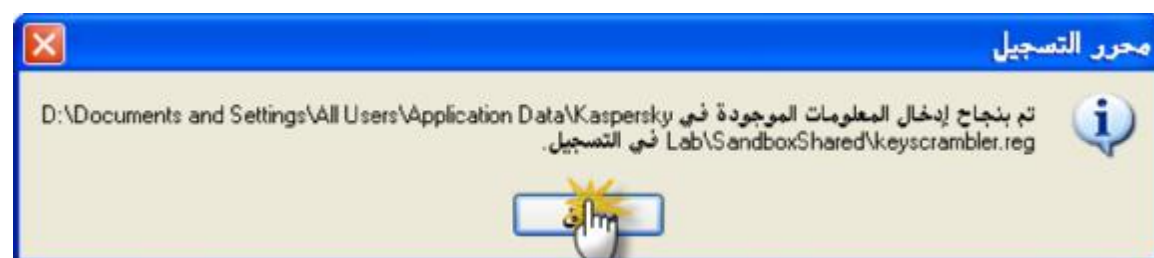 محرر التسجيل
تم بنجاح إدخال المعلومات الموجودة في D:\Documents and Settings\All Users\Application Data\Kaspersky
Lab\SandboxShared\keyscrambler.reg في التسجيل.